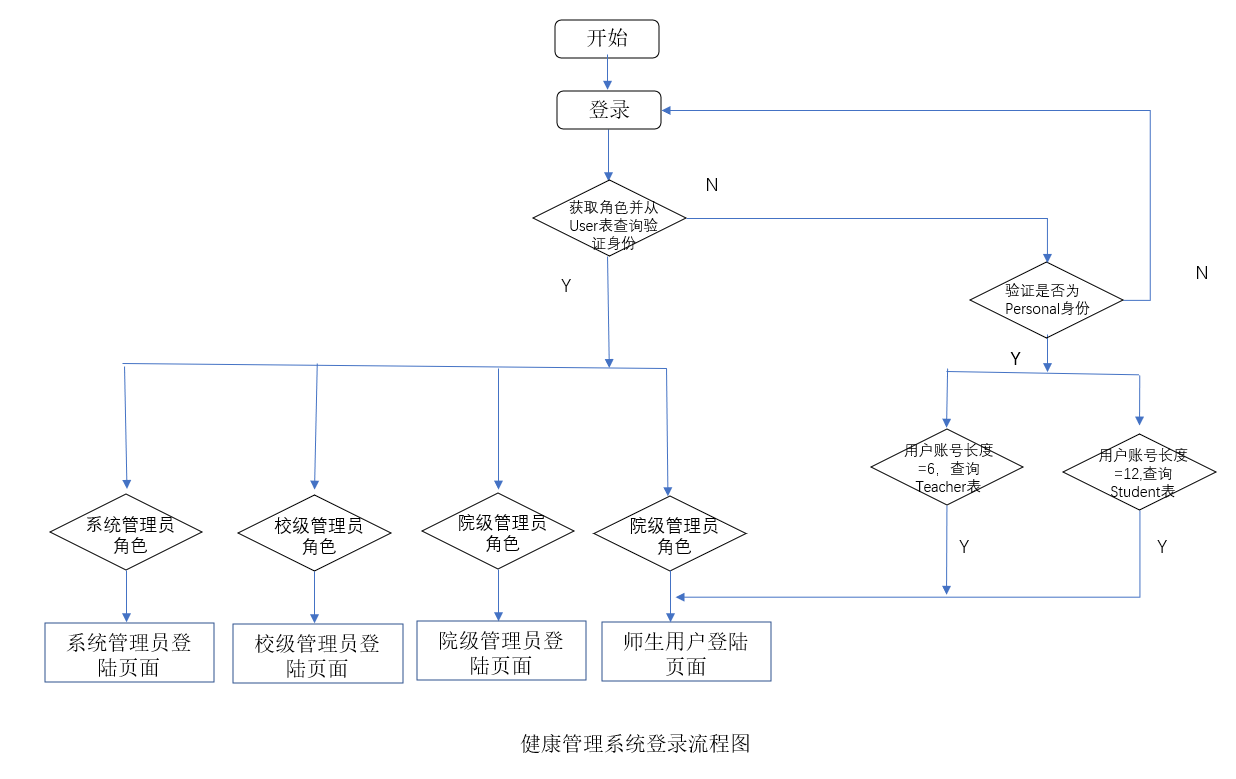 开始
登录
N
获取角色并从
User表查询验
证身份
Y
N
验证是否为
Personal身份
Y
用户账号长度
=6，查询
Teacher表
用户账号长度
=12,查询
Student表
系统管理员
角色
校级管理员
角色
院级管理员
角色
院级管理员
角色
Y
Y
系统管理员登
陆页面
校级管理员登
陆页面
院级管理员登
陆页面
师生用户登陆
页面
健康管理系统登录流程图